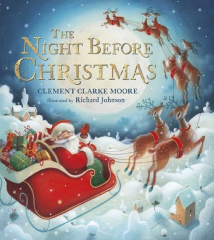 THE
NIGHT BEFORE
CHRISTMAS
CLEMENT CLARKE MOORE
illustrated by Richard Johnson